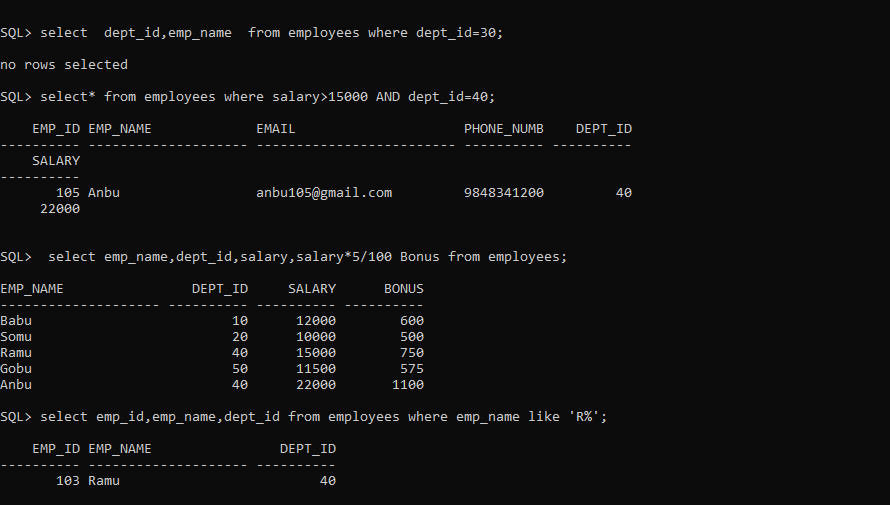 SQL> select  dept_id,emp_name  from employees where dept_id=30;
no rows selected
SQL> select* from employees where salary>15000 AND dept_id=40;
    EMP_ID EMP_NAME             EMAIL                     PHONE_NUMB    DEPT_ID
---------- -------------------- ------------------------- ---------- ----------
    SALARY
----------
       105 Anbu                 anbu105@gmail.com         9848341200         40
     22000
SQL>  select emp_name,dept_id,salary,salary*5/100 Bonus from employees;
EMP_NAME                DEPT_ID     SALARY      BONUS
-------------------- ---------- ---------- ----------
Babu                         10      12000        600
Somu                         20      10000        500
Ramu                         40      15000        750
Gobu                         50      11500        575
Anbu                         40      22000       1100
SQL> select emp_id,emp_name,dept_id from employees where emp_name like 'R%';
    EMP_ID EMP_NAME                DEPT_ID
---------- -------------------- ----------
       103 Ramu                         40